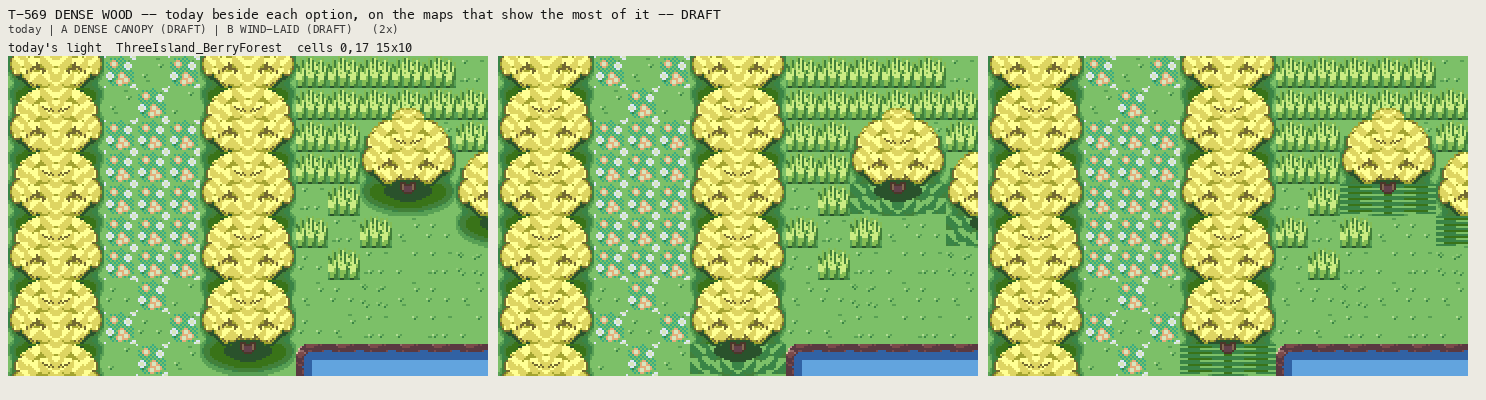 T-569 DENSE WOOD -- today beside each option, on the maps that show the most of it -- DRAFT
today | A DENSE CANOPY (DRAFT) | B WIND-LAID (DRAFT) (2x)
today's light ThreeIsland_BerryForest cells 0,17 15x10